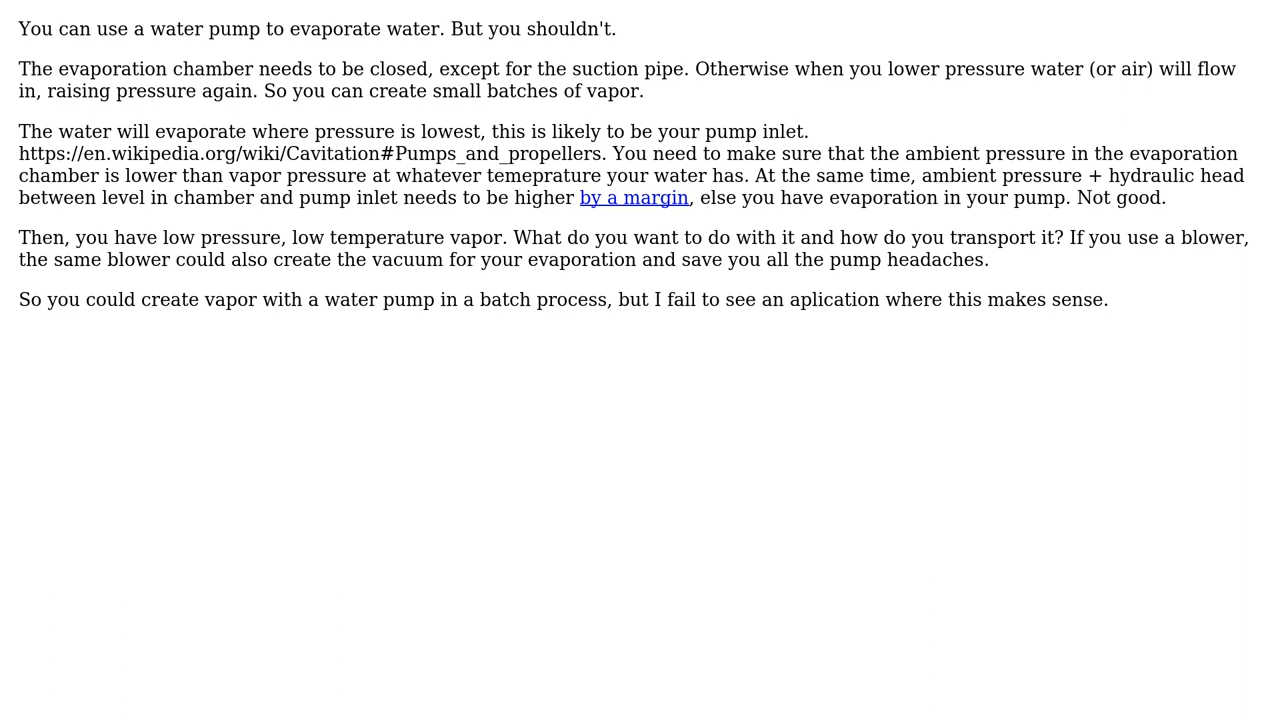 You can use a water pump to evaporate water. But you shouldn't.
The evaporation chamber needs to be closed, except for the suction pipe. Otherwise when you lower pressure water (or air) will flow
in, raising pressure again. So you can create small batches of vapor.
The water will evaporate where pressure is lowest, this is likely to be your pump inlet.
https://en.wikipedia.org/wiki/Cavitation#Pumps_and_propellers. You need to make sure that the ambient pressure in the evaporation
chamber is lower than vapor pressure at whatever temeprature your water has. At the same time, ambient pressure + hydraulic head
between level in chamber and pump inlet needs to be higher by a margin, else you have evaporation in your pump. Not good.
Then, you have low pressure, low temperature vapor. What do you want to do with it and how do you transport it? If you use a blower,
the same blower could also create the vacuum for your evaporation and save you all the pump headaches.
So you could create vapor with a water pump in a batch process, but I fail to see an aplication where this makes sense.